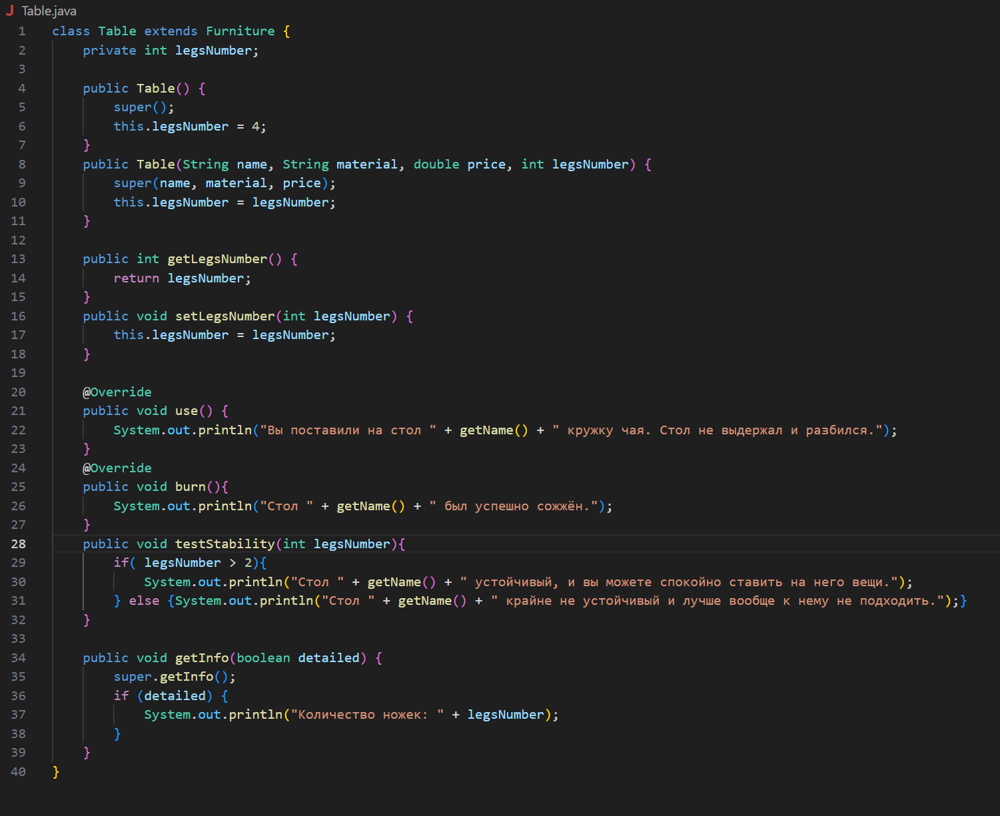 J Table.java
1 class Table extends Furniture {
2     private int legsNumber;
3
4     public Table() {
5         super();
6         this.legsNumber = 4;
7     }
8     public Table(String name, String material, double price, int legsNumber) {
9         super(name, material, price);
10         this.legsNumber = legsNumber;
11     }
12
13     public int getLegsNumber() {
14         return legsNumber;
15     }
16     public void setLegsNumber(int legsNumber) {
17         this.legsNumber = legsNumber;
18     }
19
20     @Override
21     public void use() {
22         System.out.println("Вы поставили на стол " + getName() + " кружку чая. Стол не выдержал и разбился.");
23     }
24     @Override
25     public void burn(){
26         System.out.println("Стол " + getName() + " был успешно сожжён.");
27     }
28     public void testStability(int legsNumber){
29         if( legsNumber > 2){
30             System.out.println("Стол " + getName() + " устойчивый, и вы можете спокойно ставить на него вещи.");
31         } else {System.out.println("Стол " + getName() + " крайне не устойчивый и лучше вообще к нему не подходить.");}
32     }
33
34     public void getInfo(boolean detailed) {
35         super.getInfo();
36         if (detailed) {
37             System.out.println("Количество ножек: " + legsNumber);
38         }
39     }
40 }